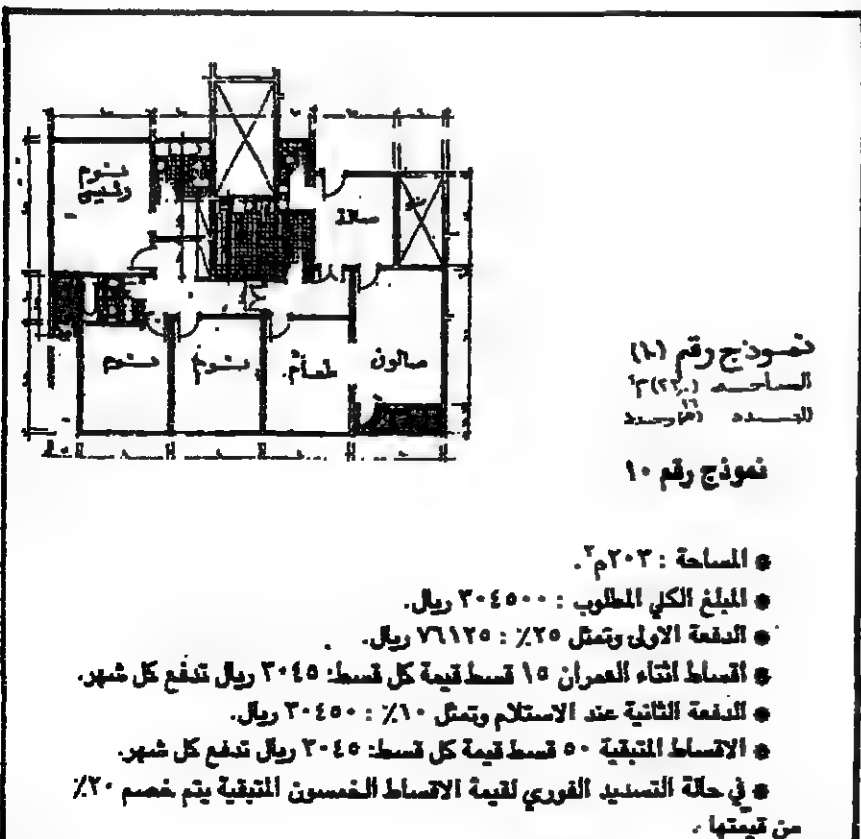 نوم
رئيسي
صالة
نوم
نوم
طعام
صالون
نموذج رقم (١٠)
المساحة
نموذج رقم ١٠
* المساحة : ٢٠٣م٢.
* المبلغ الكلي المطلوب : ٣٠٤٥٠٠ ريال.
* الدفعة الاولى وتمثل ٢٥٪ : ٧٦١٢٥ ريال.
* اقساط اثناء العمران ١٥ قسط قيمة كل قسط: ٣٠٤٥ ريال تدفع كل شهر.
* الدفعة الثانية عند الاستلام وتمثل ١٠٪ : ٣٠٤٥٠ ريال.
* الاقساط المتبقية ٥٠ قسط قيمة كل قسط: ٣٠٤٥ ريال تدفع كل شهر.
* في حالة التسديد الفوري لقيمة الاقساط الخمسون المتبقية يتم خصم ٢٠٪
من قيمتها .